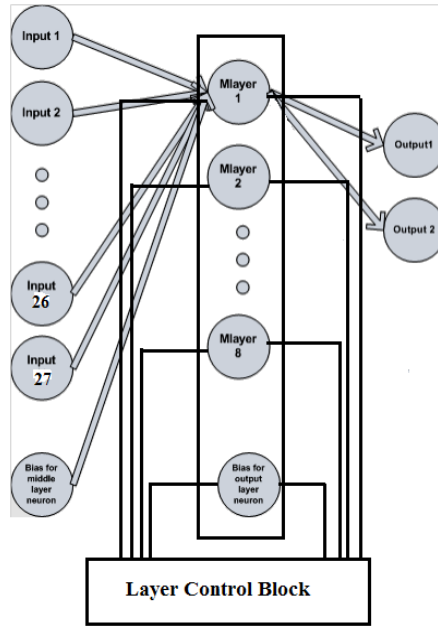 Input 1
Input 2
Input
26
Input
27
Bias for
middle
layer
neuron
Mlayer
1
Mlayer
2
Mlayer
8
Bias for
output
layer
neuron
Output1
Output 2
Layer Control Block